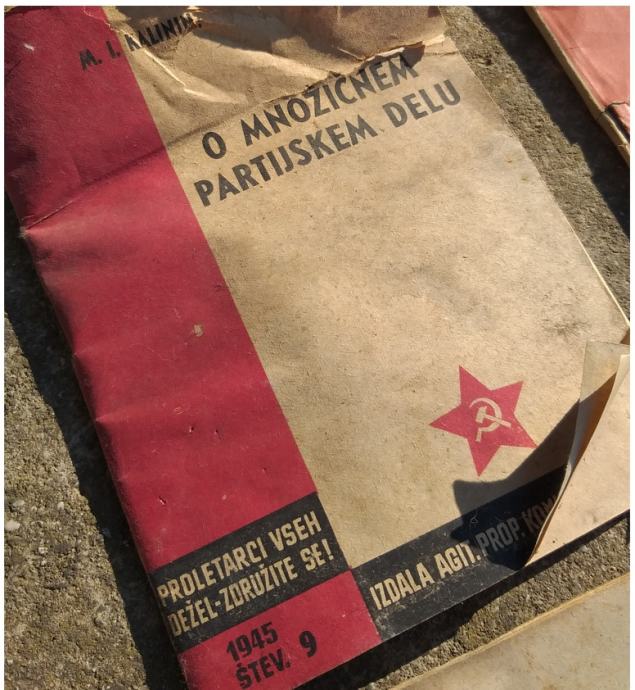 M. I. KALININ:
O MNOŽIČNEM
PARTIJSKEM DELU
PROLETARCI VSEH
DEŽEL-ZDRUŽITE SE!
IZDALA AGIT. PROP.
1945
ŠTEV. 9